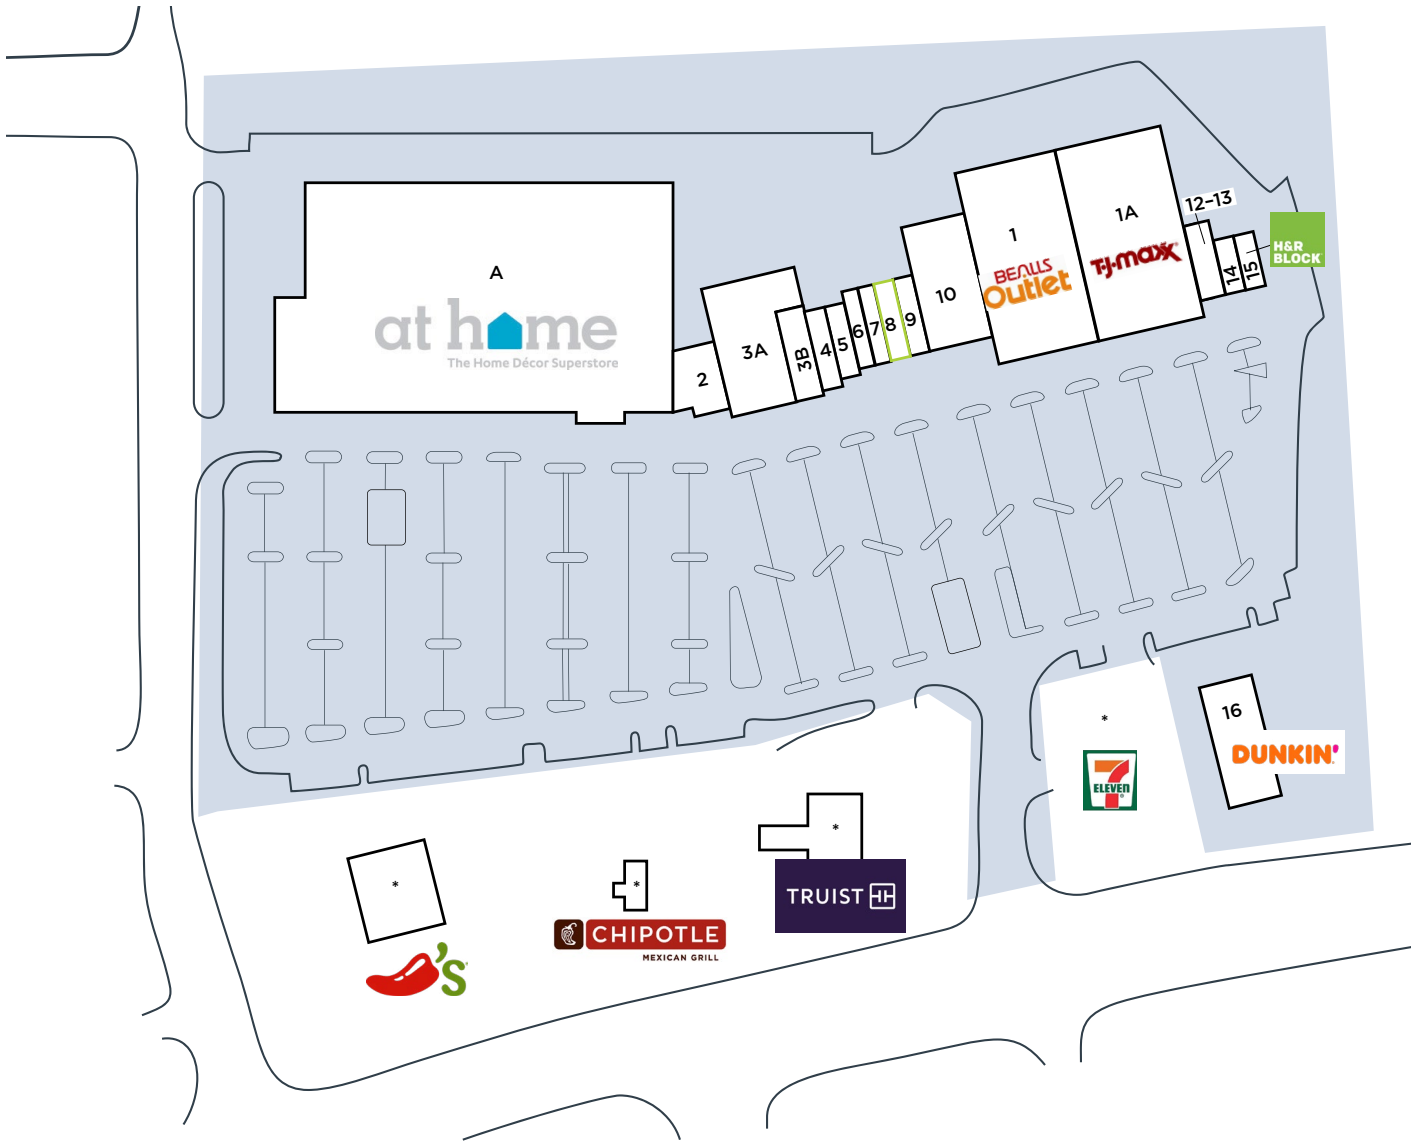 A
at home
The Home Décor Superstore
2
3A
3B
4
5
6
7
8
9
10
1
BEALLS
Outlet
1A
T·J·maxx
12–13
14
15
H&R
BLOCK
*
7
ELEVEN
16
DUNKIN'
*
'S
*
CHIPOTLE
MEXICAN GRILL
*
TRUIST